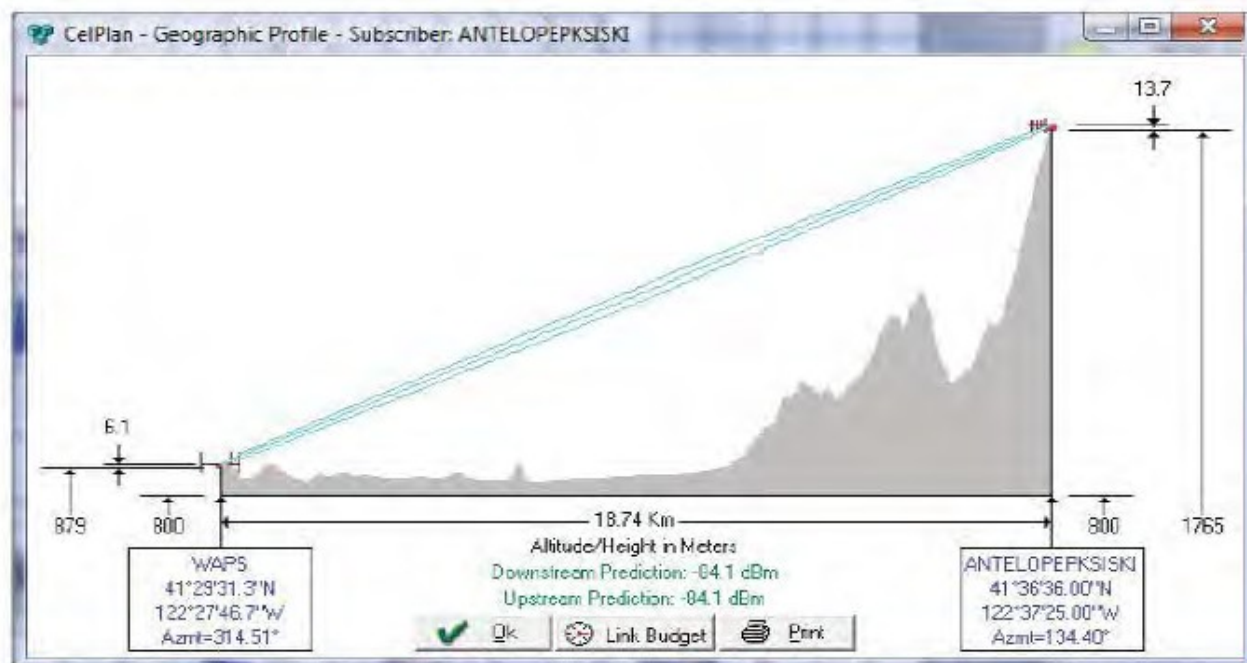 CelPlan - Geographic Profile - Subscriber: ANTELOPEPKSISKI
13.7
6.1
879
800
18.74 Km
800
1765
Altitude/Height in Meters
Downstream Prediction: -64.1 dBm
Upstream Prediction: -64.1 dBm
WAPS
41°29'31.3"N
122°27'46.7"W
Azmt=314.51°
ANTELOPEPKSISKI
41°36'36.00"N
122°37'25.00"W
Azmt=134.40°
Ok
Link Budget
Print